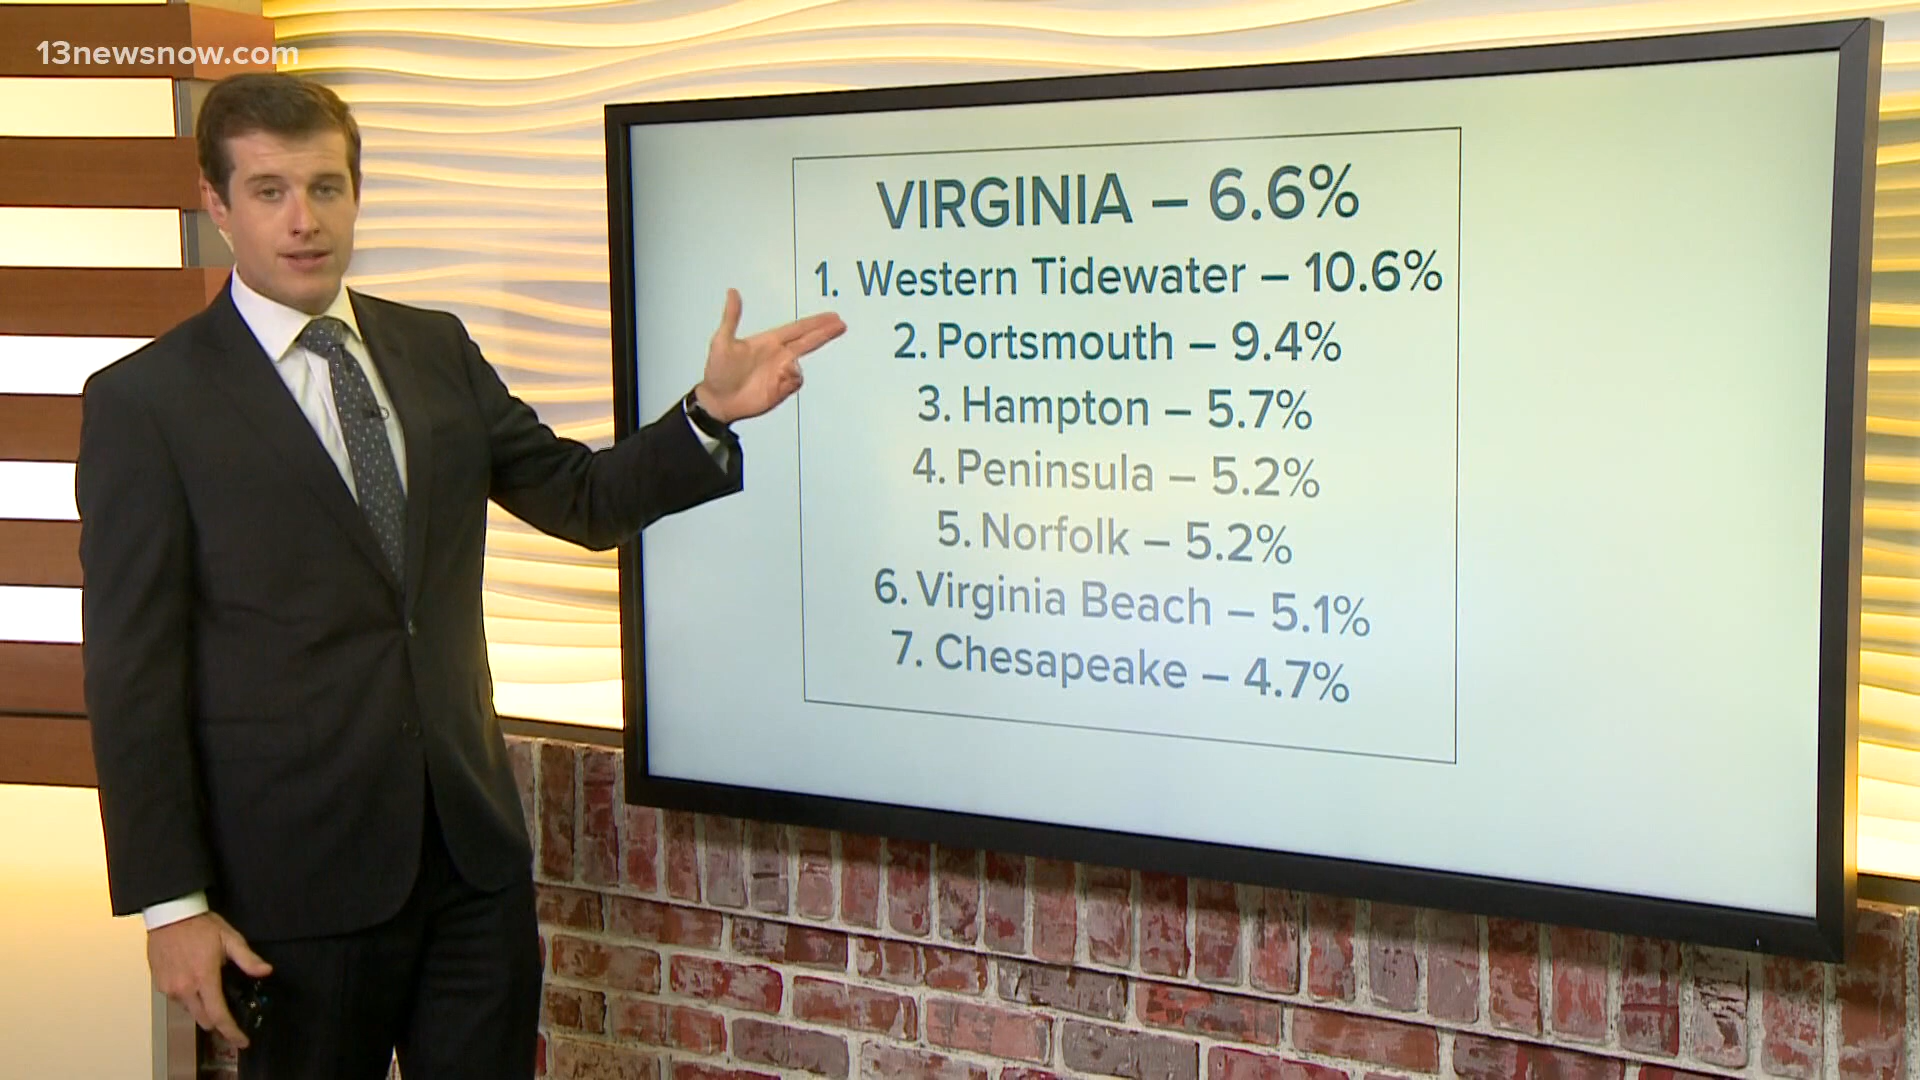 13newsnow.com
VIRGINIA – 6.6%
1. Western Tidewater – 10.6%
2. Portsmouth – 9.4%
3. Hampton – 5.7%
4. Peninsula – 5.2%
5. Norfolk – 5.2%
6. Virginia Beach – 5.1%
7. Chesapeake – 4.7%